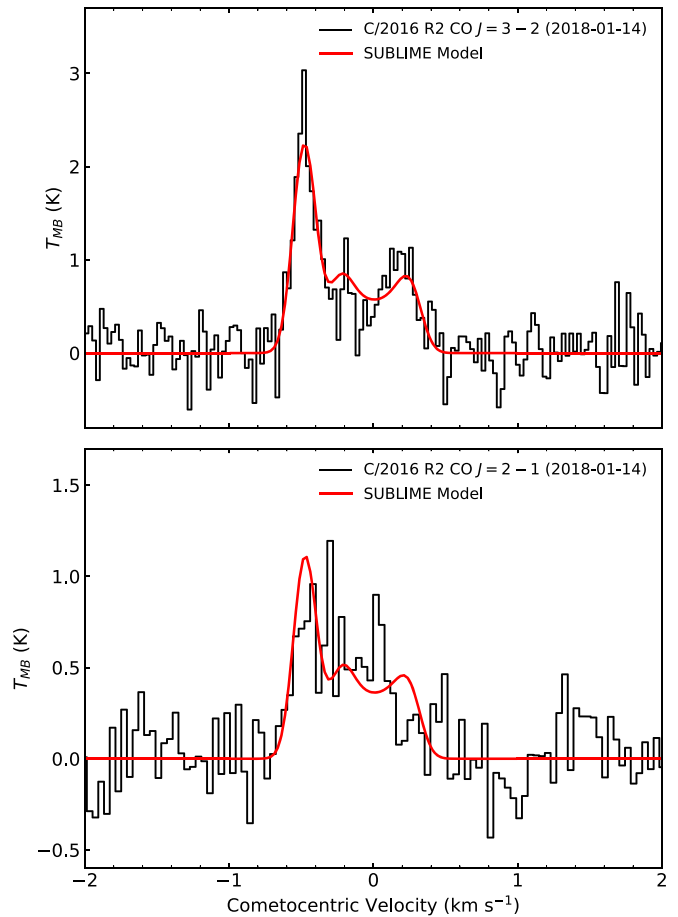 C/2016 R2 CO J = 3 − 2 (2018-01-14)
SUBLIME Model
3
2
1
0
T_MB (K)
C/2016 R2 CO J = 2 − 1 (2018-01-14)
SUBLIME Model
1.5
1.0
0.5
0.0
−0.5
T_MB (K)
−2 −1 0 1 2
Cometocentric Velocity (km s⁻¹)